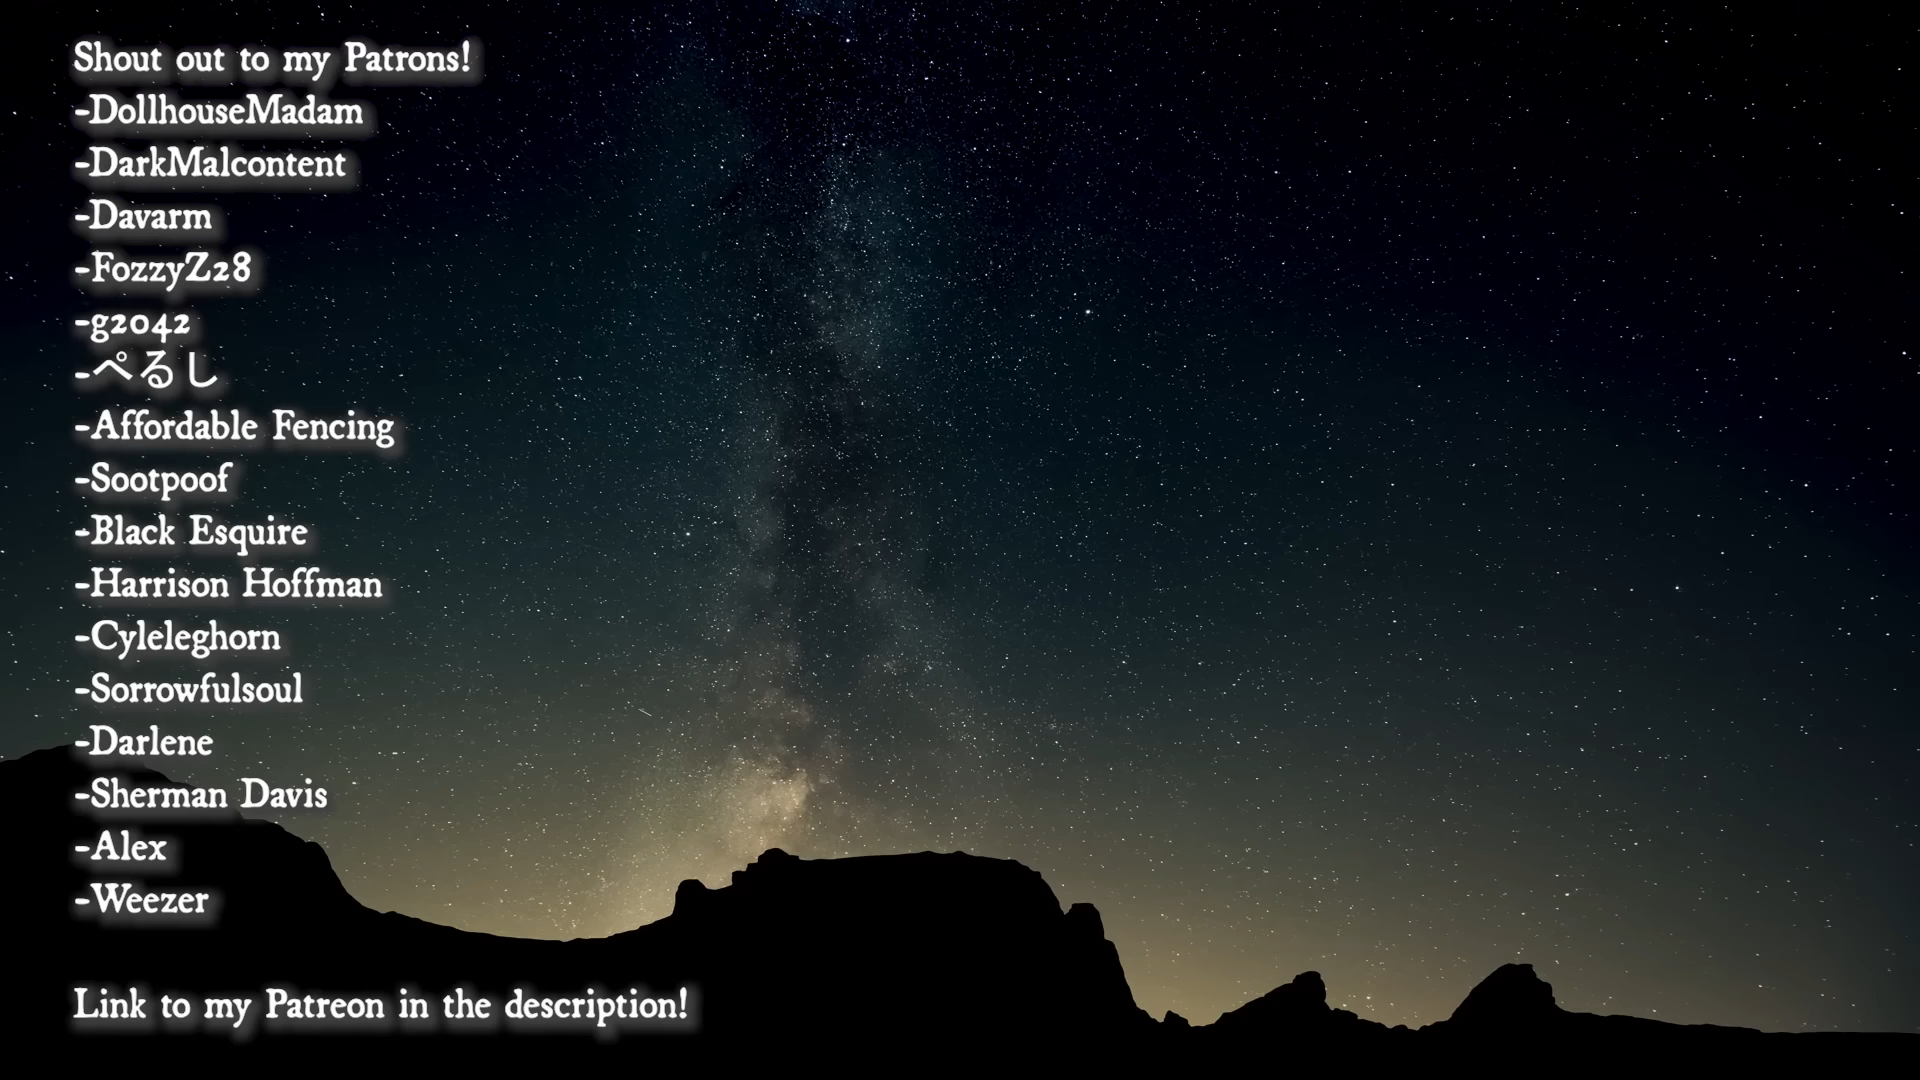 Shout out to my Patrons!
-DollhouseMadam
-DarkMalcontent
-Davarm
-FozzyZ28
-g2042
-ぺるし
-Affordable Fencing
-Sootpoof
-Black Esquire
-Harrison Hoffman
-Cyleleghorn
-Sorrowfulsoul
-Darlene
-Sherman Davis
-Alex
-Weezer
Link to my Patreon in the description!